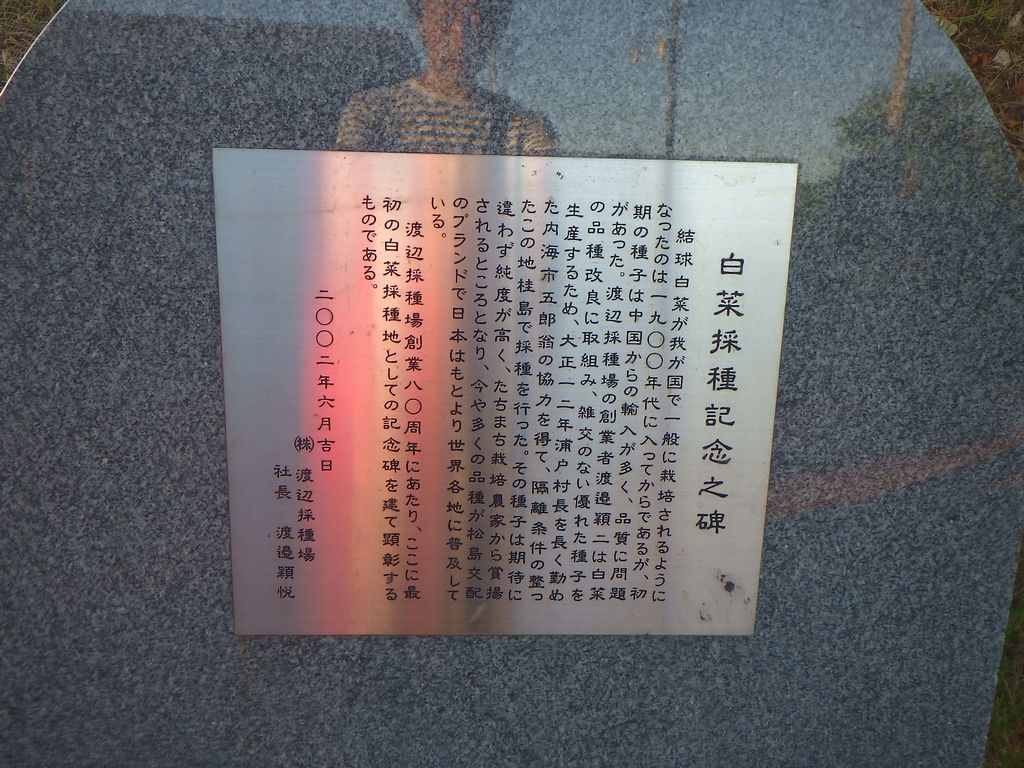 白菜採種記念之碑
結球白菜が我が国で一般に栽培されるように
なったのは一九〇〇年代に入ってからであるが、初
期の種子は中国からの輸入が多く、品質に問題
があった。渡辺採種場の創業者渡邉穎二は白菜
の品種改良に取組み、雑交のない優れた種子を
生産するため、大正一二年浦戸村長を長く勤め
た内海市五郎翁の協力を得て、隔離条件の整っ
たこの地桂島で採種を行った。その種子は期待に
違わず純度が高く、たちまち栽培農家から賞揚
されるところとなり、今や多くの品種が松島交配
のブランドで日本はもとより世界各地に普及して
いる。
渡辺採種場創業八〇周年にあたり、ここに最
初の白菜採種地としての記念碑を建て顕彰する
ものである。
二〇〇二年六月吉日
㈱渡辺採種場
社長 渡邉穎悦